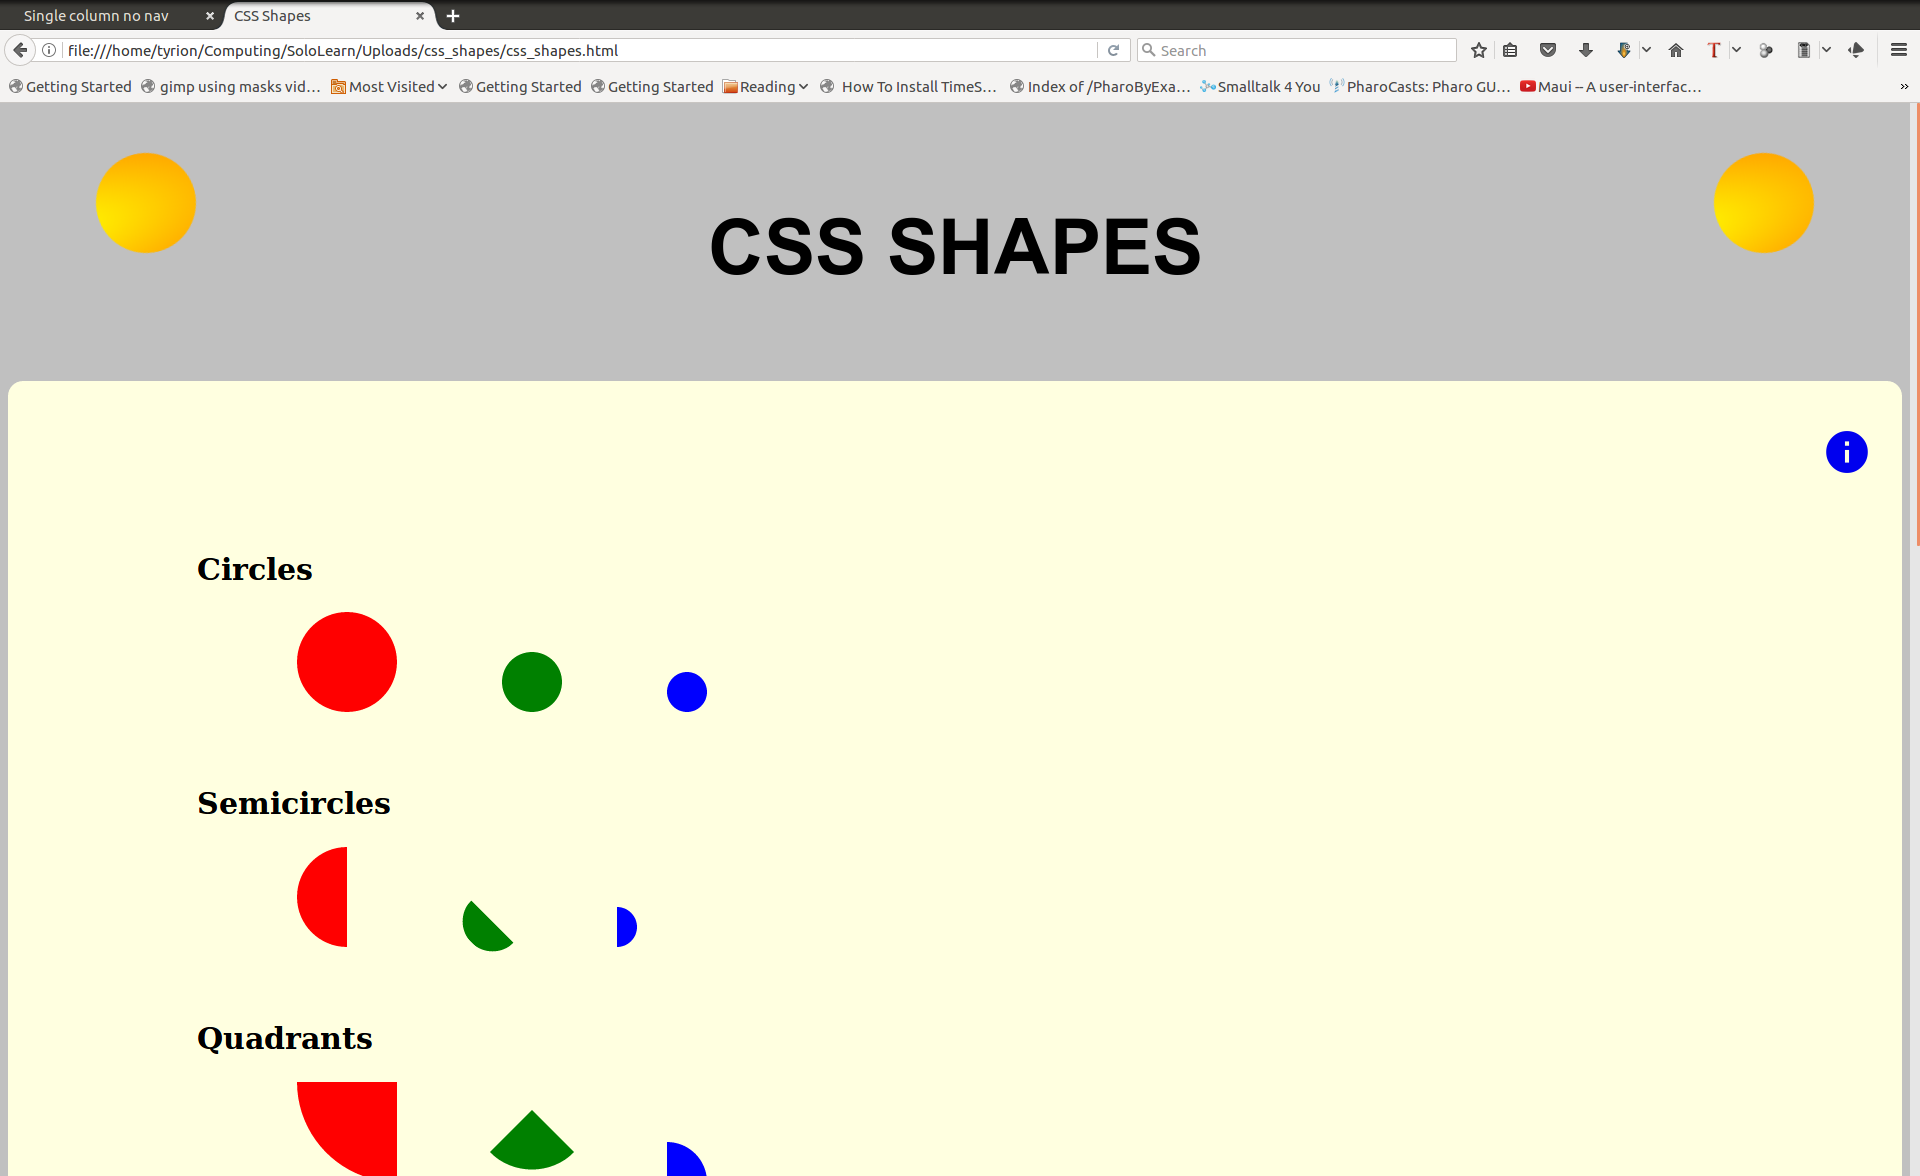 Single column no nav
CSS Shapes
file:///home/tyrion/Computing/SoloLearn/Uploads/css_shapes/css_shapes.html
Search
Getting Started gimp using masks vid… Most Visited Getting Started Getting Started Reading How To Install TimeS… Index of /PharoByExa… Smalltalk 4 You PharoCasts: Pharo GU… Maui -- A user-interfac… »
CSS SHAPES
i
Circles
Semicircles
Quadrants